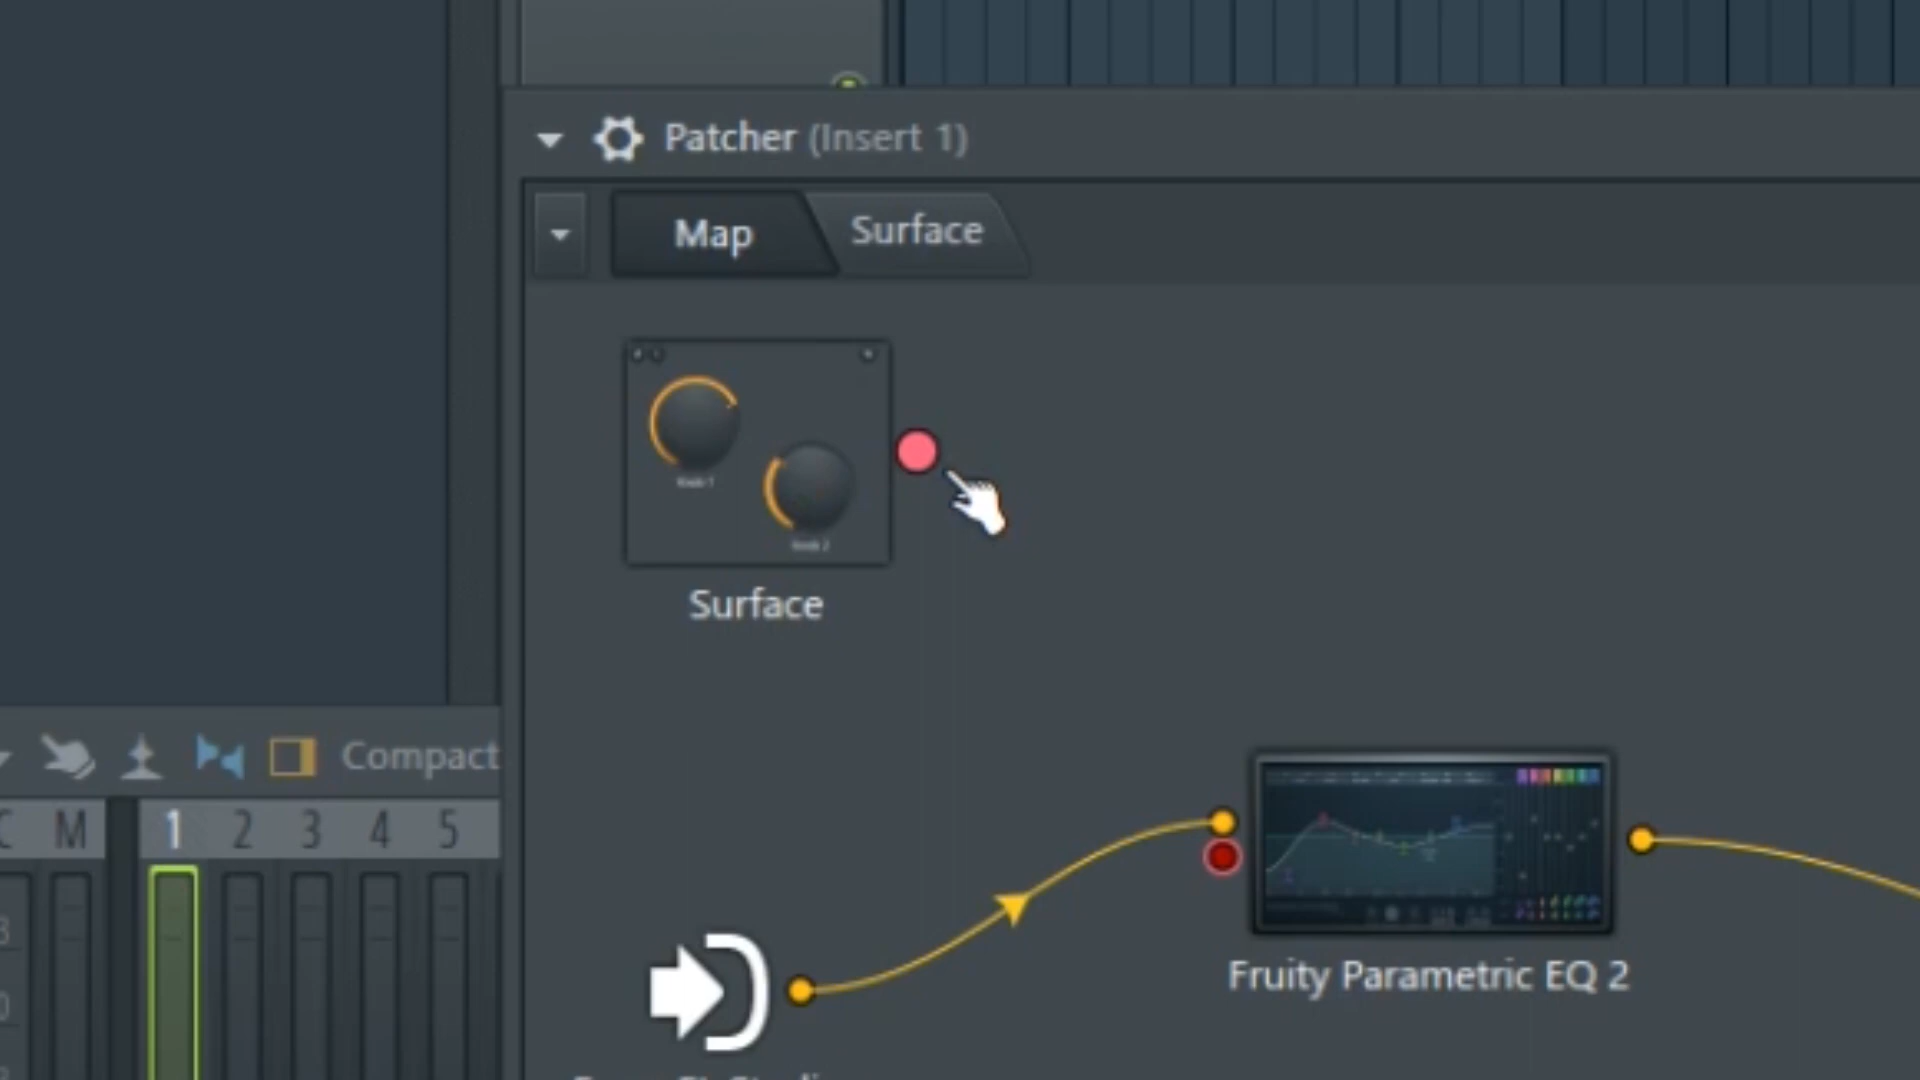 Patcher (Insert 1)
Map
Surface
Surface
Compact
C M 1 2 3 4 5
Fruity Parametric EQ 2